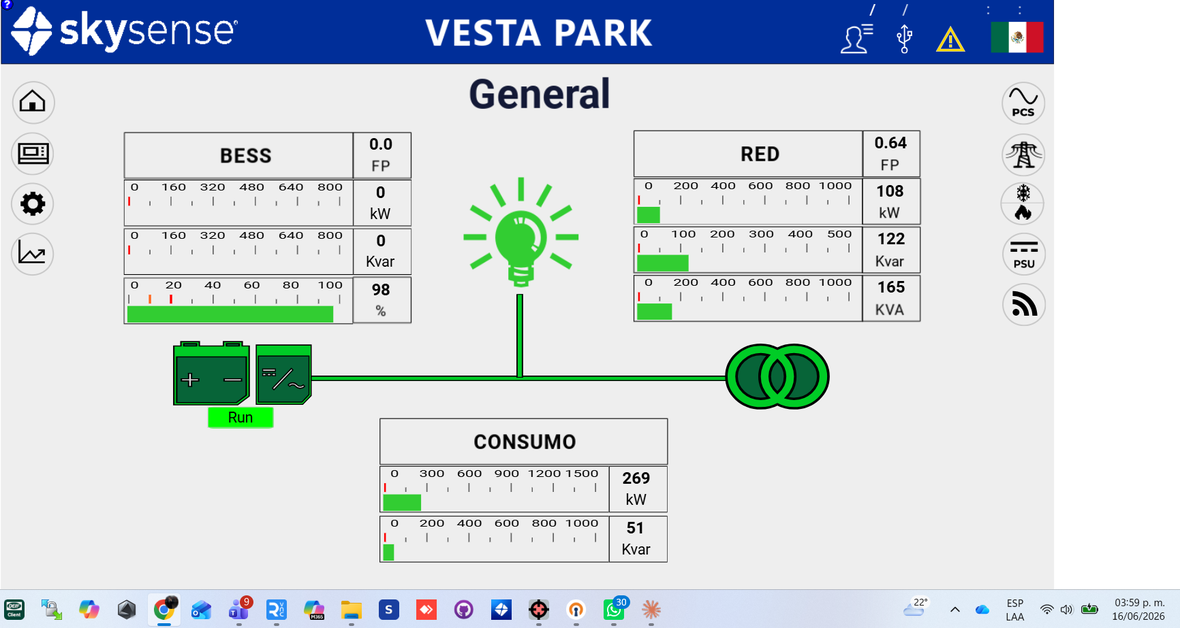 ?
skysense
VESTA PARK
General
PCS
PSU
BESS
0.0
FP
0 160 320 480 640 800
0
kW
0 160 320 480 640 800
0
Kvar
0 20 40 60 80 100
98
%
RED
0.64
FP
0 200 400 600 800 1000
108
kW
0 100 200 300 400 500
122
Kvar
0 200 400 600 800 1000
165
KVA
Run
CONSUMO
0 300 600 900 1200 1500
269
kW
0 200 400 600 800 1000
51
Kvar
Client
9
M365
S
30
22°
ESP
LAA
03:59 p. m.
16/06/2026